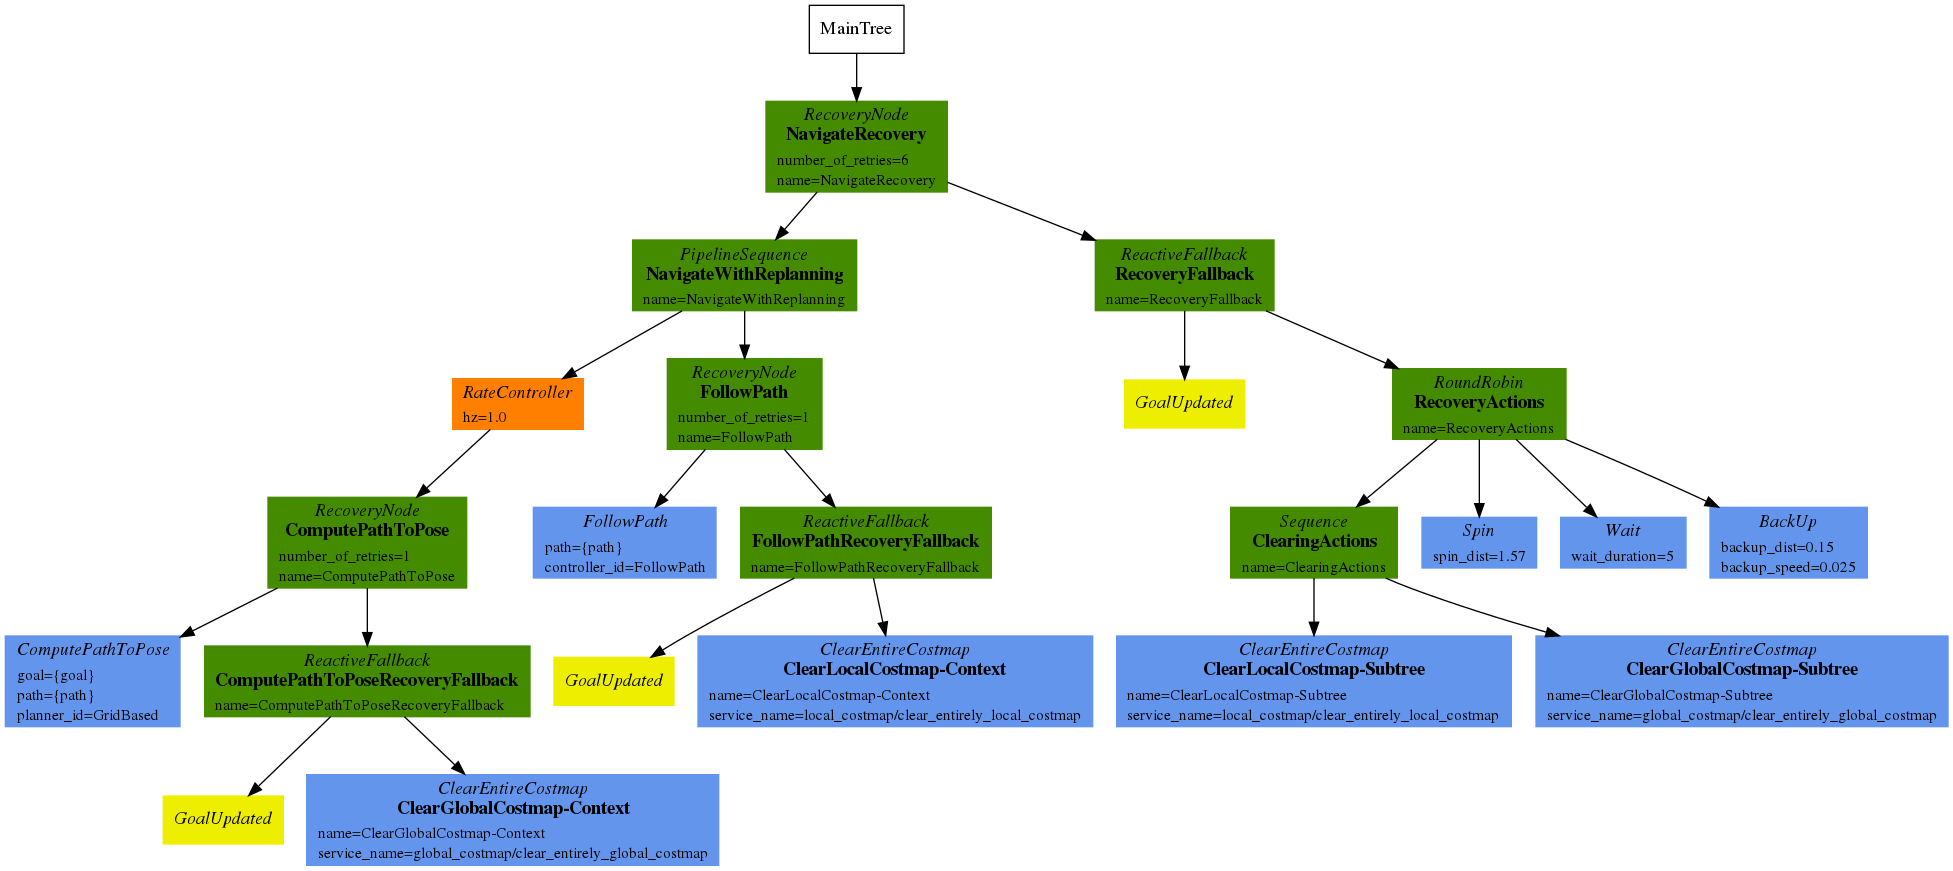 MainTree
RecoveryNode
NavigateRecovery
number_of_retries=6
name=NavigateRecovery
PipelineSequence
NavigateWithReplanning
name=NavigateWithReplanning
ReactiveFallback
RecoveryFallback
name=RecoveryFallback
RateController
hz=1.0
RecoveryNode
FollowPath
number_of_retries=1
name=FollowPath
GoalUpdated
RoundRobin
RecoveryActions
name=RecoveryActions
RecoveryNode
ComputePathToPose
number_of_retries=1
name=ComputePathToPose
FollowPath
path={path}
controller_id=FollowPath
ReactiveFallback
FollowPathRecoveryFallback
name=FollowPathRecoveryFallback
Sequence
ClearingActions
name=ClearingActions
Spin
spin_dist=1.57
Wait
wait_duration=5
BackUp
backup_dist=0.15
backup_speed=0.025
ComputePathToPose
goal={goal}
path={path}
planner_id=GridBased
ReactiveFallback
ComputePathToPoseRecoveryFallback
name=ComputePathToPoseRecoveryFallback
GoalUpdated
ClearEntireCostmap
ClearLocalCostmap-Context
name=ClearLocalCostmap-Context
service_name=local_costmap/clear_entirely_local_costmap
ClearEntireCostmap
ClearLocalCostmap-Subtree
name=ClearLocalCostmap-Subtree
service_name=local_costmap/clear_entirely_local_costmap
ClearEntireCostmap
ClearGlobalCostmap-Subtree
name=ClearGlobalCostmap-Subtree
service_name=global_costmap/clear_entirely_global_costmap
GoalUpdated
ClearEntireCostmap
ClearGlobalCostmap-Context
name=ClearGlobalCostmap-Context
service_name=global_costmap/clear_entirely_global_costmap